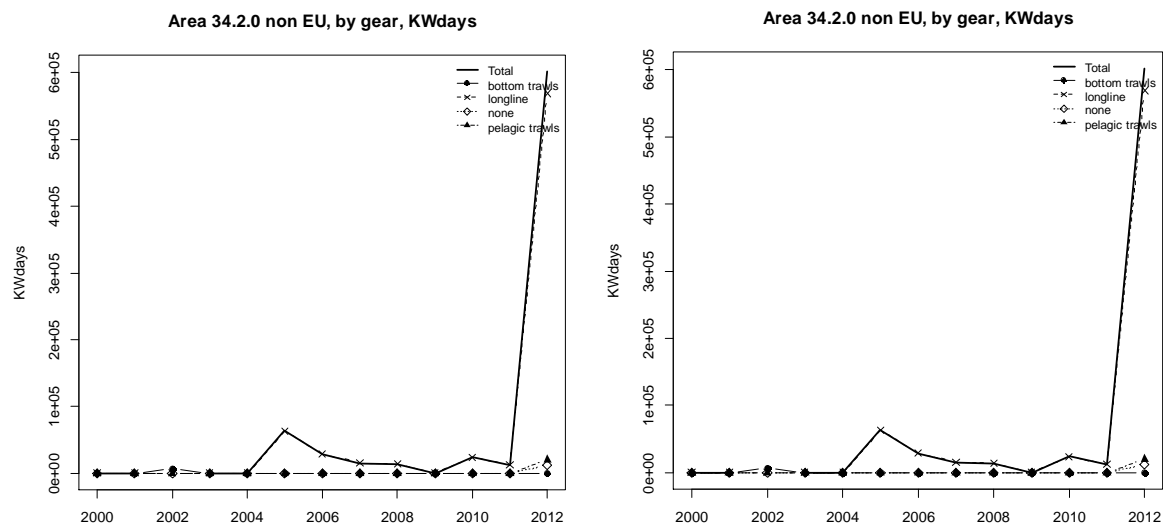 Area 34.2.0 non EU, by gear, KWdays
KWdays
0e+00
1e+05
2e+05
3e+05
4e+05
5e+05
6e+05
2000
2002
2004
2006
2008
2010
2012
Total
bottom trawls
longline
none
pelagic trawls
Area 34.2.0 non EU, by gear, KWdays
KWdays
0e+00
1e+05
2e+05
3e+05
4e+05
5e+05
6e+05
2000
2002
2004
2006
2008
2010
2012
Total
bottom trawls
longline
none
pelagic trawls